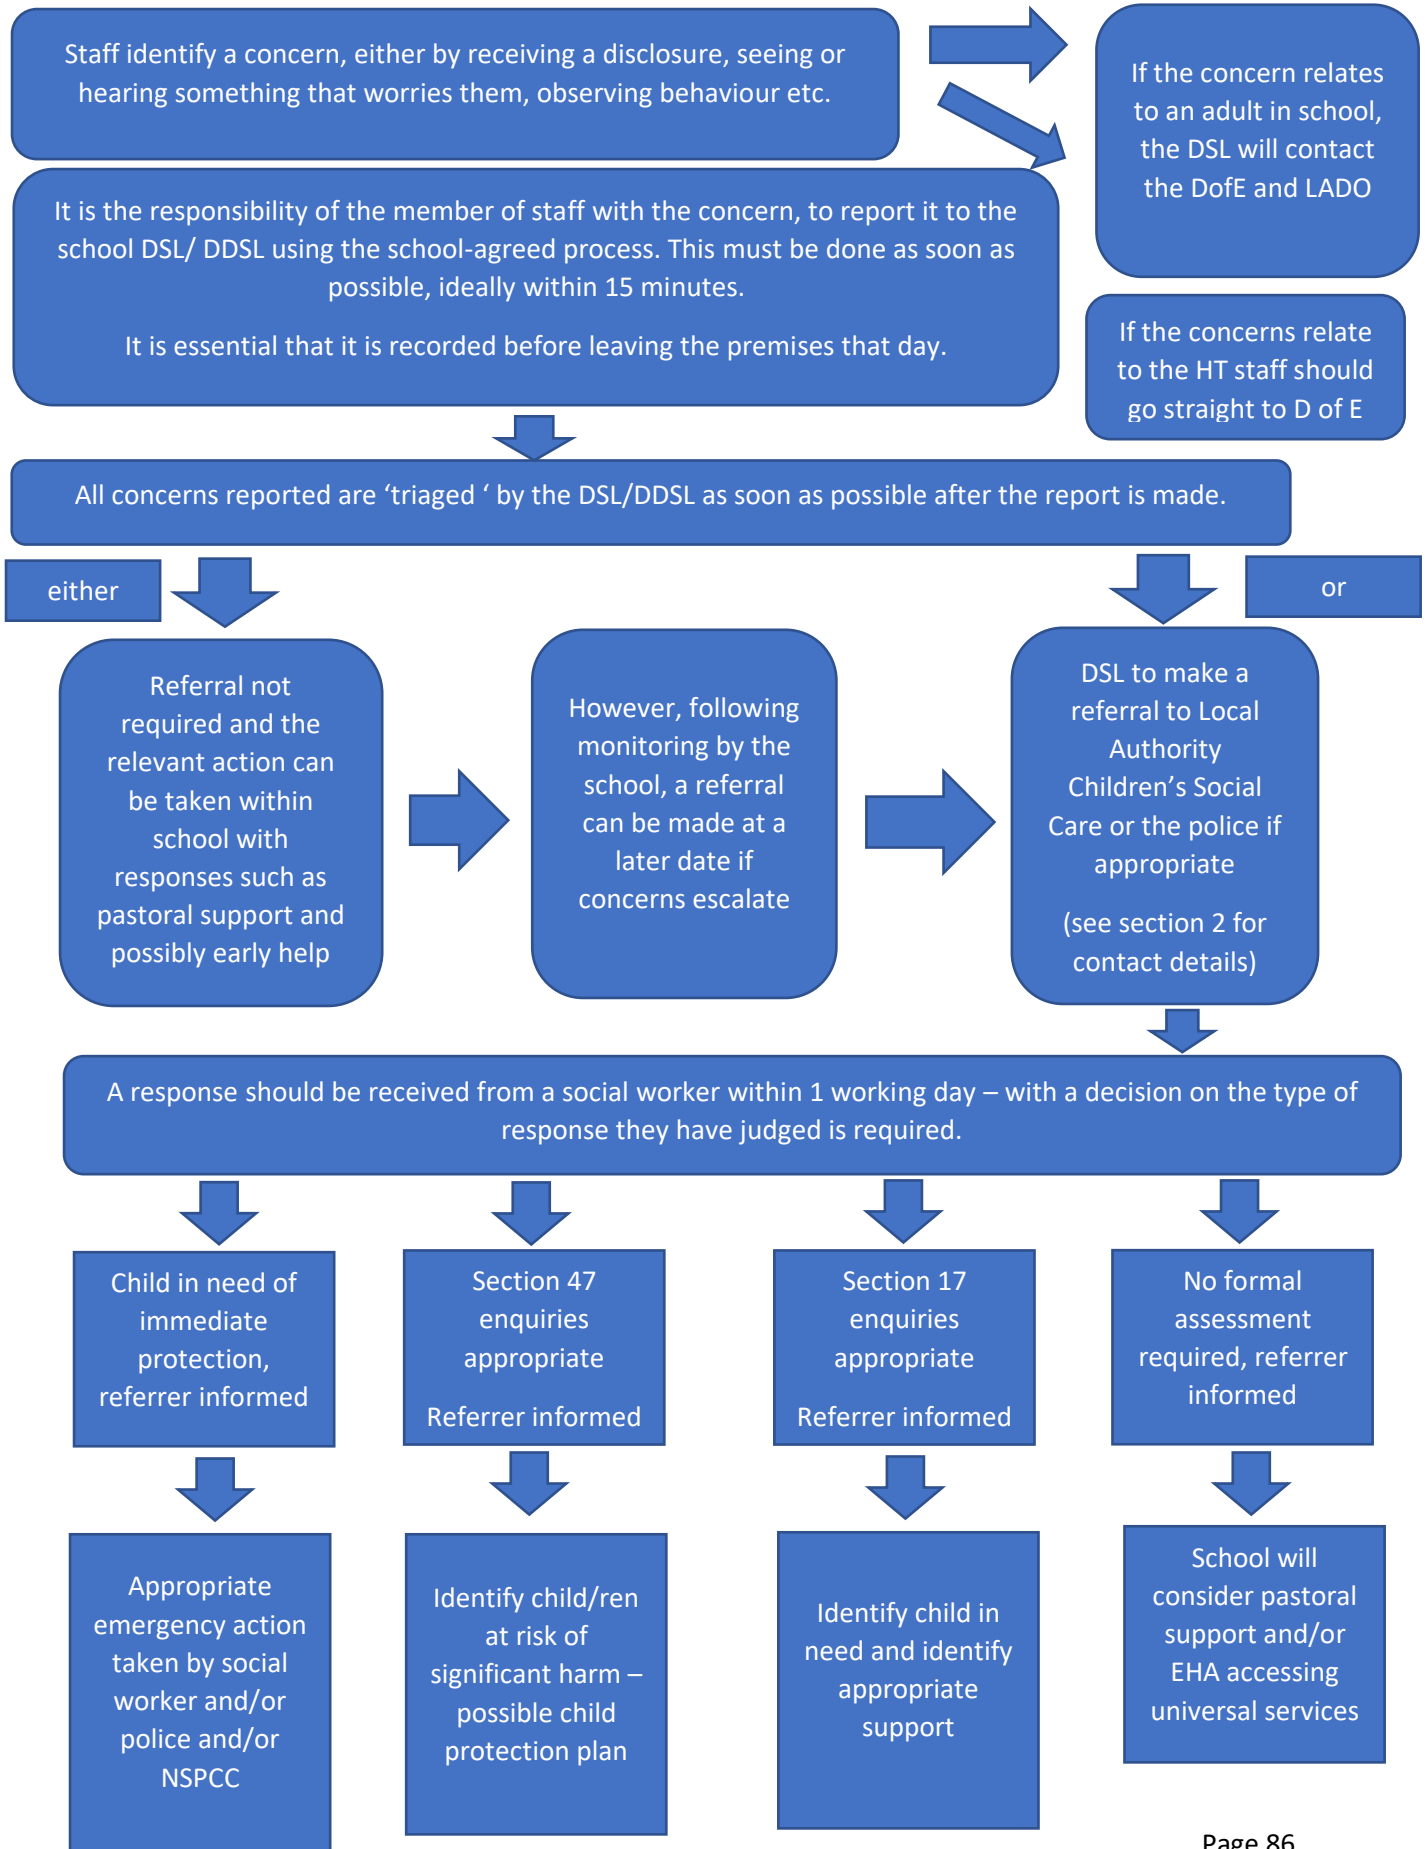 Staff identify a concern, either by receiving a disclosure, seeing or
hearing something that worries them, observing behaviour etc.
If the concern relates
to an adult in school,
the DSL will contact
the DofE and LADO
It is the responsibility of the member of staff with the concern, to report it to the
school DSL/ DDSL using the school-agreed process. This must be done as soon as
possible, ideally within 15 minutes.
It is essential that it is recorded before leaving the premises that day.
If the concerns relate
to the HT staff should
go straight to D of E
All concerns reported are ‘triaged ‘ by the DSL/DDSL as soon as possible after the report is made.
either
or
Referral not
required and the
relevant action can
be taken within
school with
responses such as
pastoral support and
possibly early help
However, following
monitoring by the
school, a referral
can be made at a
later date if
concerns escalate
DSL to make a
referral to Local
Authority
Children’s Social
Care or the police if
appropriate
(see section 2 for
contact details)
A response should be received from a social worker within 1 working day – with a decision on the type of
response they have judged is required.
Child in need of
immediate
protection,
referrer informed
Section 47
enquiries
appropriate
Referrer informed
Section 17
enquiries
appropriate
Referrer informed
No formal
assessment
required, referrer
informed
Appropriate
emergency action
taken by social
worker and/or
police and/or
NSPCC
Identify child/ren
at risk of
significant harm –
possible child
protection plan
Identify child in
need and identify
appropriate
support
School will
consider pastoral
support and/or
EHA accessing
universal services
Page 86